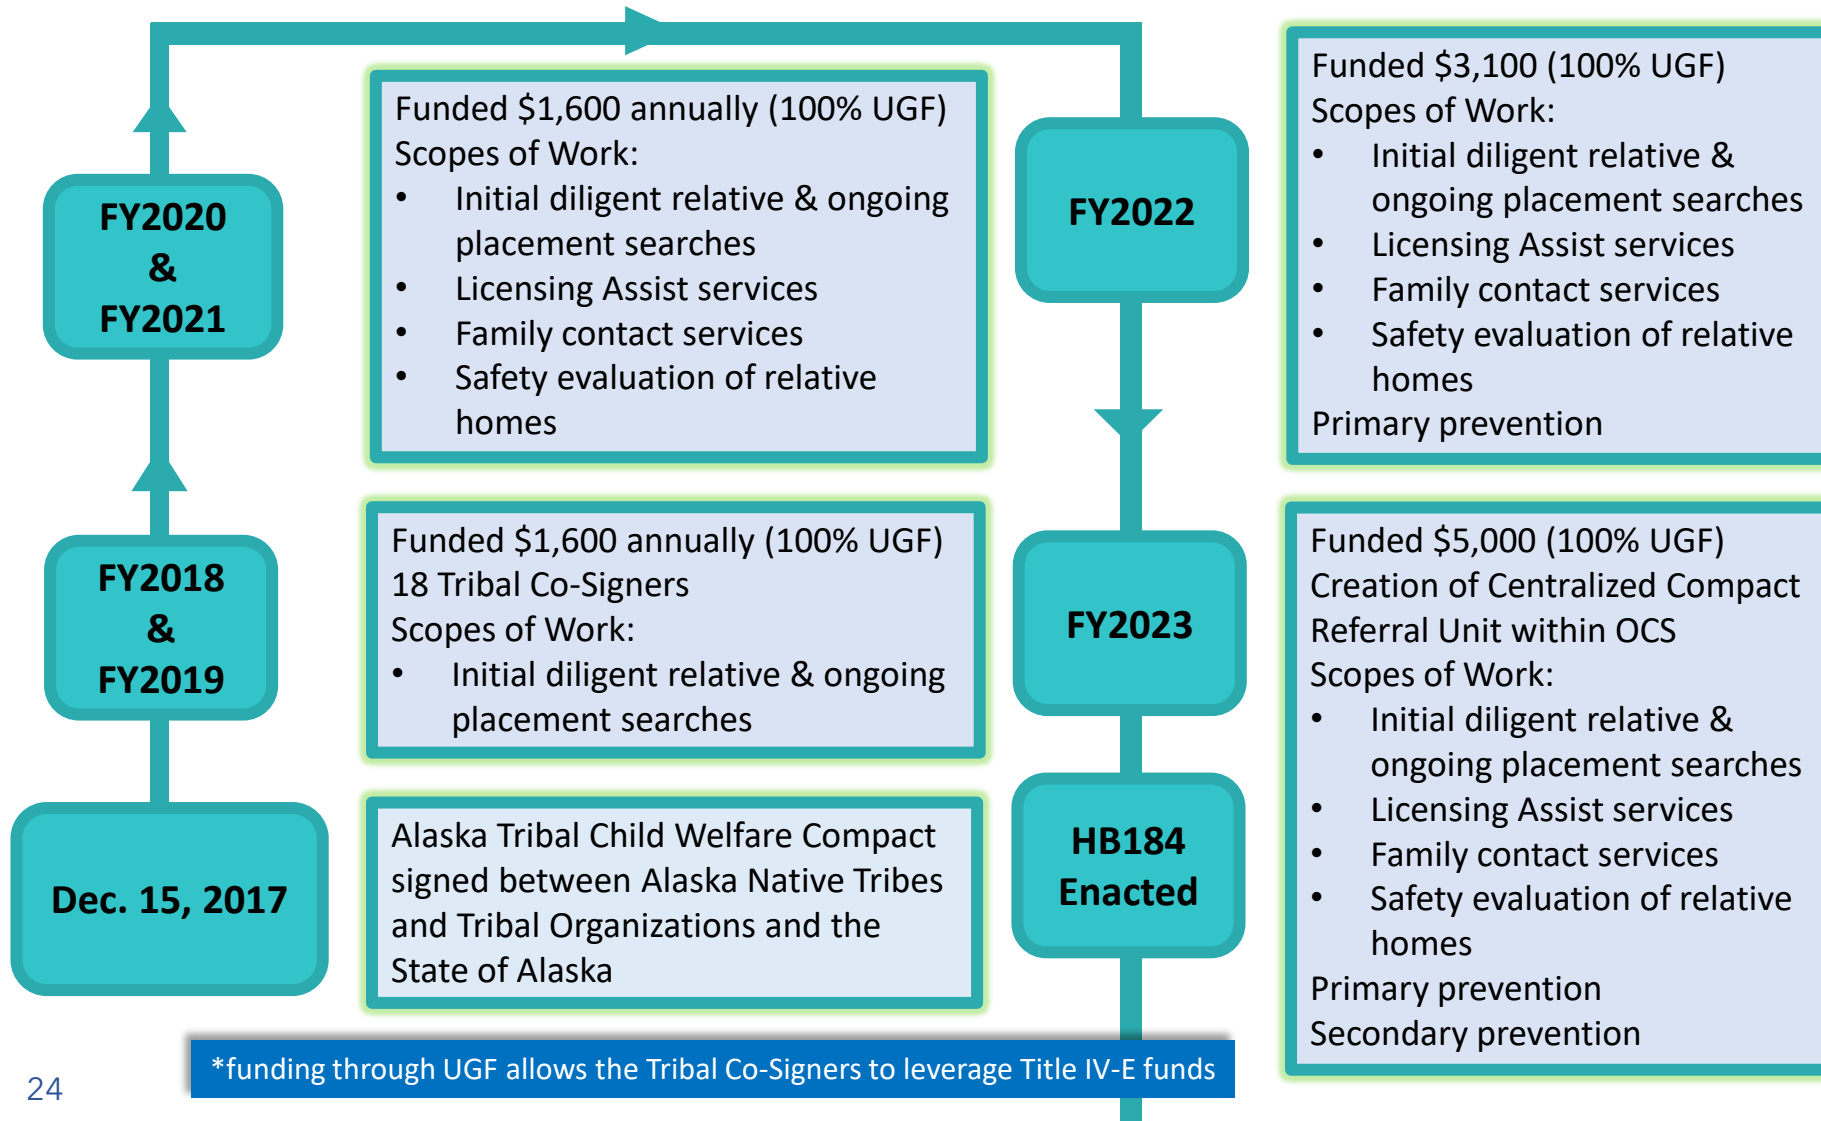 FY2020
&
FY2021
Funded $1,600 annually (100% UGF)
Scopes of Work:
• Initial diligent relative & ongoing
placement searches
• Licensing Assist services
• Family contact services
• Safety evaluation of relative
homes
FY2018
&
FY2019
Funded $1,600 annually (100% UGF)
18 Tribal Co-Signers
Scopes of Work:
• Initial diligent relative & ongoing
placement searches
Dec. 15, 2017
Alaska Tribal Child Welfare Compact
signed between Alaska Native Tribes
and Tribal Organizations and the
State of Alaska
FY2022
Funded $3,100 (100% UGF)
Scopes of Work:
• Initial diligent relative &
ongoing placement searches
• Licensing Assist services
• Family contact services
• Safety evaluation of relative
homes
Primary prevention
FY2023
Funded $5,000 (100% UGF)
Creation of Centralized Compact
Referral Unit within OCS
Scopes of Work:
• Initial diligent relative &
ongoing placement searches
• Licensing Assist services
• Family contact services
• Safety evaluation of relative
homes
Primary prevention
Secondary prevention
HB184
Enacted
*funding through UGF allows the Tribal Co-Signers to leverage Title IV-E funds
24